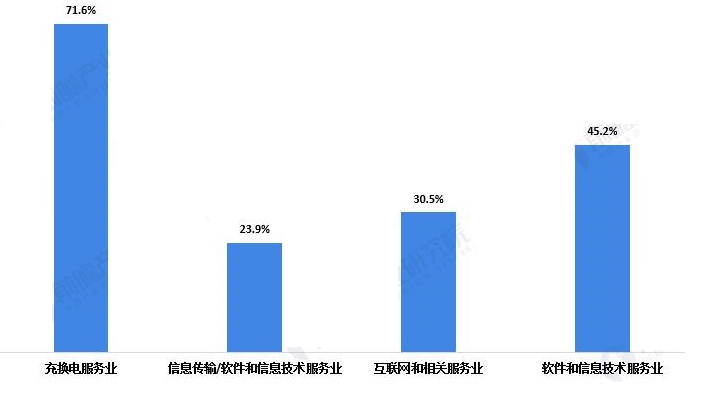 71.6%
23.9%
30.5%
45.2%
充换电服务业
信息传输/软件和信息技术服务业
互联网和相关服务业
软件和信息技术服务业